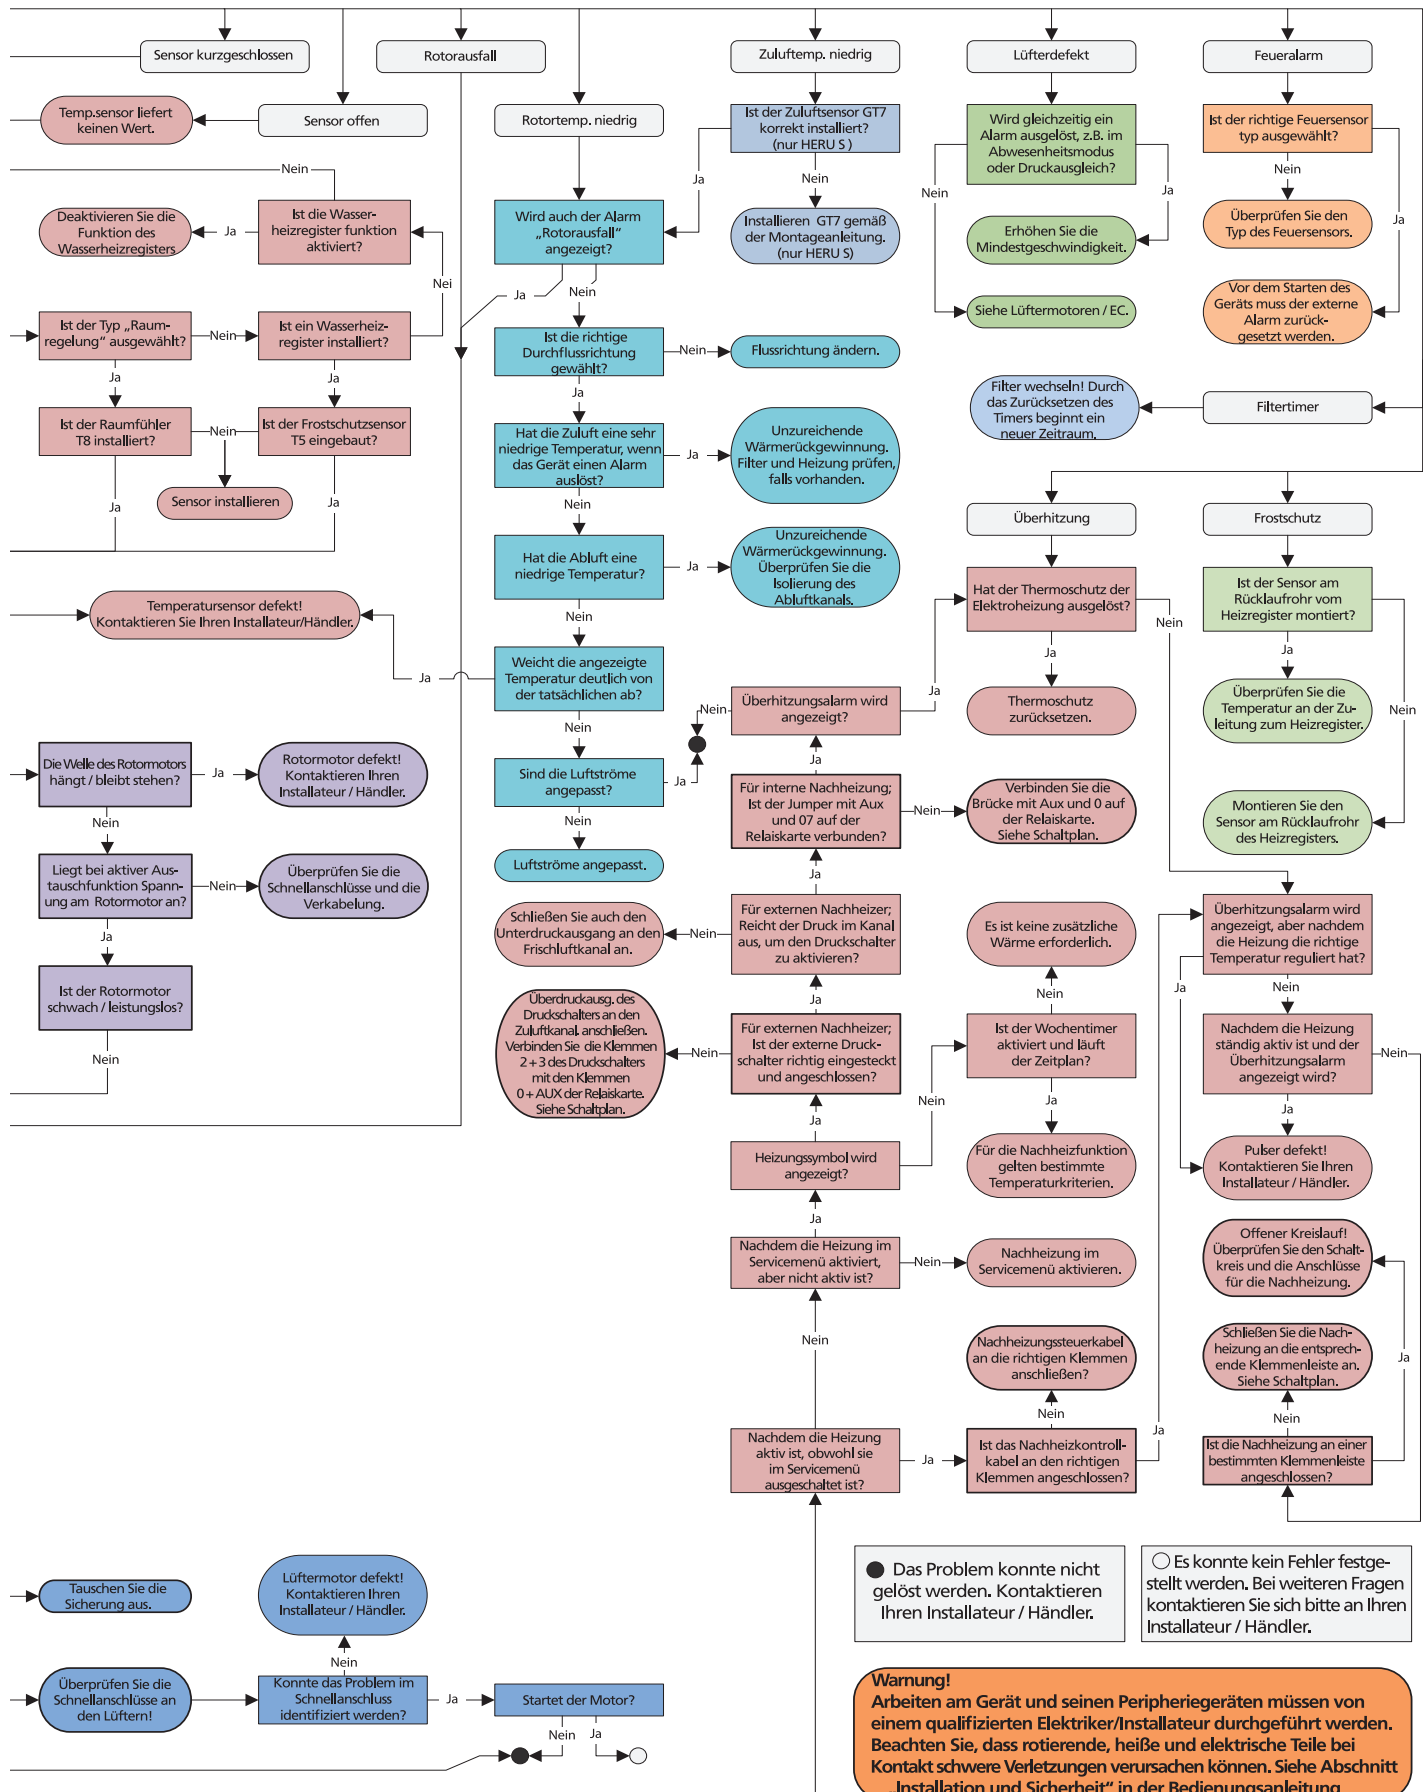 Sensor kurzgeschlossen
Rotorausfall
Zuluftemp. niedrig
Lüfterdefekt
Feueralarm
Temp.sensor liefert
keinen Wert.
Sensor offen
Rotortemp. niedrig
Ist der Zuluftsensor GT7
korrekt installiert?
(nur HERU S )
Wird gleichzeitig ein
Alarm ausgelöst, z.B. im
Abwesenheitsmodus
oder Druckausgleich?
Ist der richtige Feuersensor
typ ausgewählt?
Nein
Ja
Nein
Nein
Ja
Nein
Ja
Deaktivieren Sie die
Funktion des
Wasserheizregisters
Ja
Ist die Wasser-
heizregister funktion
aktiviert?
Wird auch der Alarm
„Rotorausfall“
angezeigt?
Installieren GT7 gemäß
der Montageanleitung.
(nur HERU S)
Erhöhen Sie die
Mindestgeschwindigkeit.
Überprüfen Sie den
Typ des Feuersensors.
Nei
Ja
Nein
Siehe Lüftermotoren / EC.
Vor dem Starten des
Geräts muss der externe
Alarm zurück-
gesetzt werden.
Ist der Typ „Raum-
regelung“ ausgewählt?
Nein
Ist ein Wasserheiz-
register installiert?
Ist die richtige
Durchflussrichtung
gewählt?
Nein
Flussrichtung ändern.
Ja
Ja
Ja
Filter wechseln! Durch
das Zurücksetzen des
Timers beginnt ein
neuer Zeitraum.
Filtertimer
Ist der Raumfühler
T8 installiert?
Nein
Ist der Frostschutzsensor
T5 eingebaut?
Hat die Zuluft eine sehr
niedrige Temperatur, wenn
das Gerät einen Alarm
auslöst?
Ja
Unzureichende
Wärmerückgewinnung.
Filter und Heizung prüfen,
falls vorhanden.
Sensor installieren
Ja
Ja
Nein
Überhitzung
Frostschutz
Hat die Abluft eine
niedrige Temperatur?
Ja
Unzureichende
Wärmerückgewinnung.
Überprüfen Sie die
Isolierung des
Abluftkanals.
Hat der Thermoschutz der
Elektroheizung ausgelöst?
Ist der Sensor am
Rücklaufrohr vom
Heizregister montiert?
Temperatursensor defekt!
Kontaktieren Sie Ihren Installateur/Händler.
Nein
Nein
Ja
Ja
Ja
Weicht die angezeigte
Temperatur deutlich von
der tatsächlichen ab?
Ja
Nein
Überhitzungsalarm wird
angezeigt?
Thermoschutz
zurücksetzen.
Überprüfen Sie die
Temperatur an der Zu-
leitung zum Heizregister.
Nein
Nein
Die Welle des Rotormotors
hängt / bleibt stehen?
Ja
Rotormotor defekt!
Kontaktieren Ihren
Installateur / Händler.
Sind die Luftströme
angepasst?
Ja
Ja
Für interne Nachheizung;
Ist der Jumper mit Aux
und 07 auf der
Relaiskarte verbunden?
Nein
Verbinden Sie die
Brücke mit Aux und 0 auf
der Relaiskarte.
Siehe Schaltplan.
Montieren Sie den
Sensor am Rücklaufrohr
des Heizregisters.
Nein
Nein
Luftströme angepasst.
Ja
Liegt bei aktiver Aus-
tauschfunktion Spann-
ung am Rotormotor an?
Nein
Überprüfen Sie die
Schnellanschlüsse und die
Verkabelung.
Schließen Sie auch den
Unterdruckausgang an den
Frischluftkanal an.
Nein
Für externen Nachheizer;
Reicht der Druck im Kanal
aus, um den Druckschalter
zu aktivieren?
Es ist keine zusätzliche
Wärme erforderlich.
Überhitzungsalarm wird
angezeigt, aber nachdem
die Heizung die richtige
Temperatur reguliert hat?
Ja
Ja
Nein
Ja
Nein
Ist der Rotormotor
schwach / leistungslos?
Überdruckausg. des
Druckschalters an den
Zuluftkanal. anschließen.
Verbinden Sie die Klemmen
2 + 3 des Druckschalters
mit den Klemmen
0 + AUX der Relaiskarte.
Siehe Schaltplan.
Nein
Für externen Nachheizer;
Ist der externe Druck-
schalter richtig eingesteckt
und angeschlossen?
Ist der Wochentimer
aktiviert und läuft
der Zeitplan?
Nachdem die Heizung
ständig aktiv ist und der
Überhitzungsalarm
angezeigt wird?
Nein
Nein
Ja
Nein
Ja
Ja
Heizungssymbol wird
angezeigt?
Für die Nachheizfunktion
gelten bestimmte
Temperaturkriterien.
Pulser defekt!
Kontaktieren Sie Ihren
Installateur / Händler.
Ja
Nachdem die Heizung im
Servicemenü aktiviert,
aber nicht aktiv ist?
Nein
Nachheizung im
Servicemenü aktivieren.
Offener Kreislauf!
Überprüfen Sie den Schalt-
kreis und die Anschlüsse
für die Nachheizung.
Nein
Nachheizungssteuerkabel
an die richtigen Klemmen
anschließen?
Schließen Sie die Nach-
heizung an die entsprech-
ende Klemmenleiste an.
Siehe Schaltplan.
Ja
Nein
Nein
Nachdem die Heizung
aktiv ist, obwohl sie
im Servicemenü
ausgeschaltet ist?
Ja
Ist das Nachheizkontroll-
kabel an den richtigen
Klemmen angeschlossen?
Ja
Ist die Nachheizung an einer
bestimmten Klemmenleiste
angeschlossen?
Das Problem konnte nicht
gelöst werden. Kontaktieren
Ihren Installateur / Händler.
Es konnte kein Fehler festge-
stellt werden. Bei weiteren Fragen
kontaktieren Sie sich bitte an Ihren
Installateur / Händler.
Tauschen Sie die
Sicherung aus.
Lüftermotor defekt!
Kontaktieren Ihren
Installateur / Händler.
Nein
Überprüfen Sie die
Schnellanschlüsse an
den Lüftern!
Konnte das Problem im
Schnellanschluss
identifiziert werden?
Ja
Startet der Motor?
Nein
Ja
Warnung!
Arbeiten am Gerät und seinen Peripheriegeräten müssen von
einem qualifizierten Elektriker/Installateur durchgeführt werden.
Beachten Sie, dass rotierende, heiße und elektrische Teile bei
Kontakt schwere Verletzungen verursachen können. Siehe Abschnitt
„Installation und Sicherheit“ in der Bedienungsanleitung